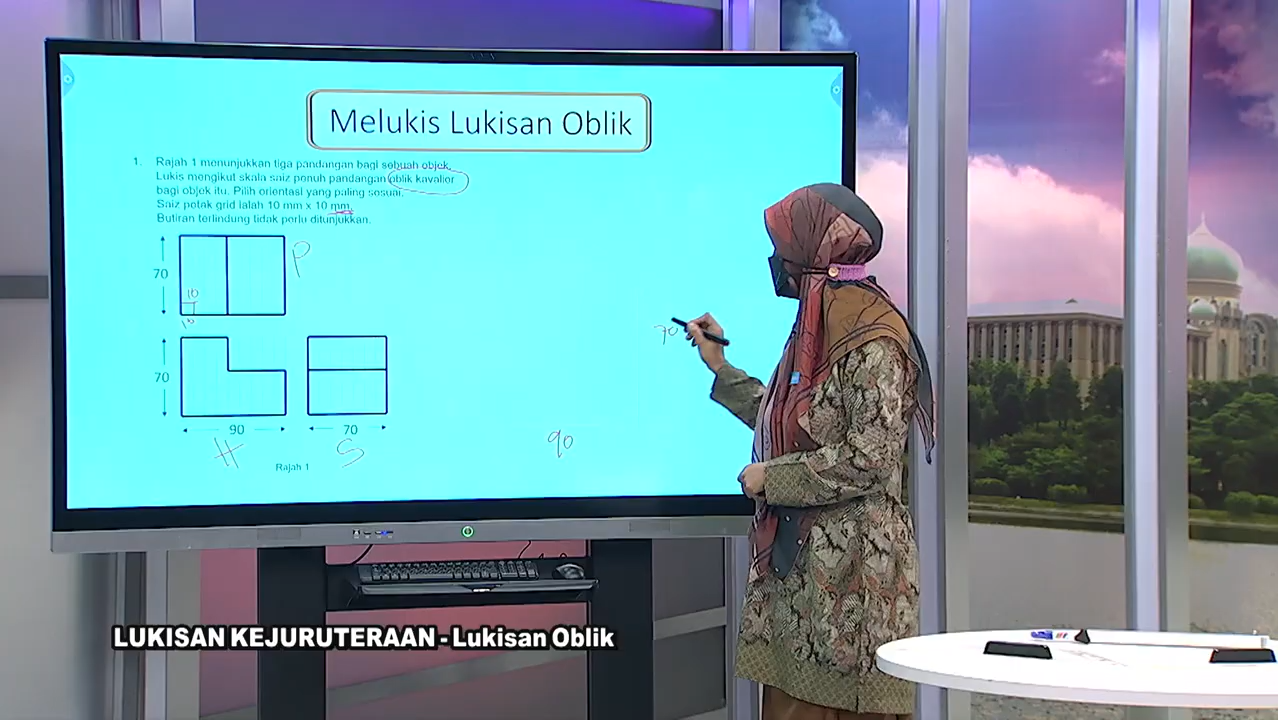 Melukis Lukisan Oblik
1. Rajah 1 menunjukkan tiga pandangan bagi sebuah objek.
Lukis mengikut skala saiz penuh pandangan oblik kavalier
bagi objek itu. Pilih orientasi yang paling sesuai.
Saiz petak grid ialah 10 mm x 10 mm.
Butiran terlindung tidak perlu ditunjukkan.
P
70
10
10
70
70
90
70
90
H
S
Rajah 1
LUKISAN KEJURUTERAAN - Lukisan Oblik